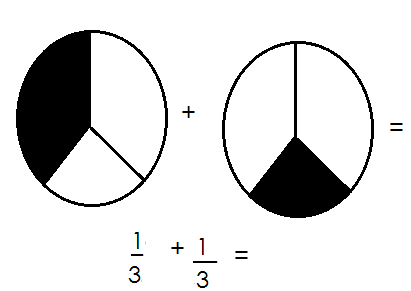 + =
1/3 + 1/3 =